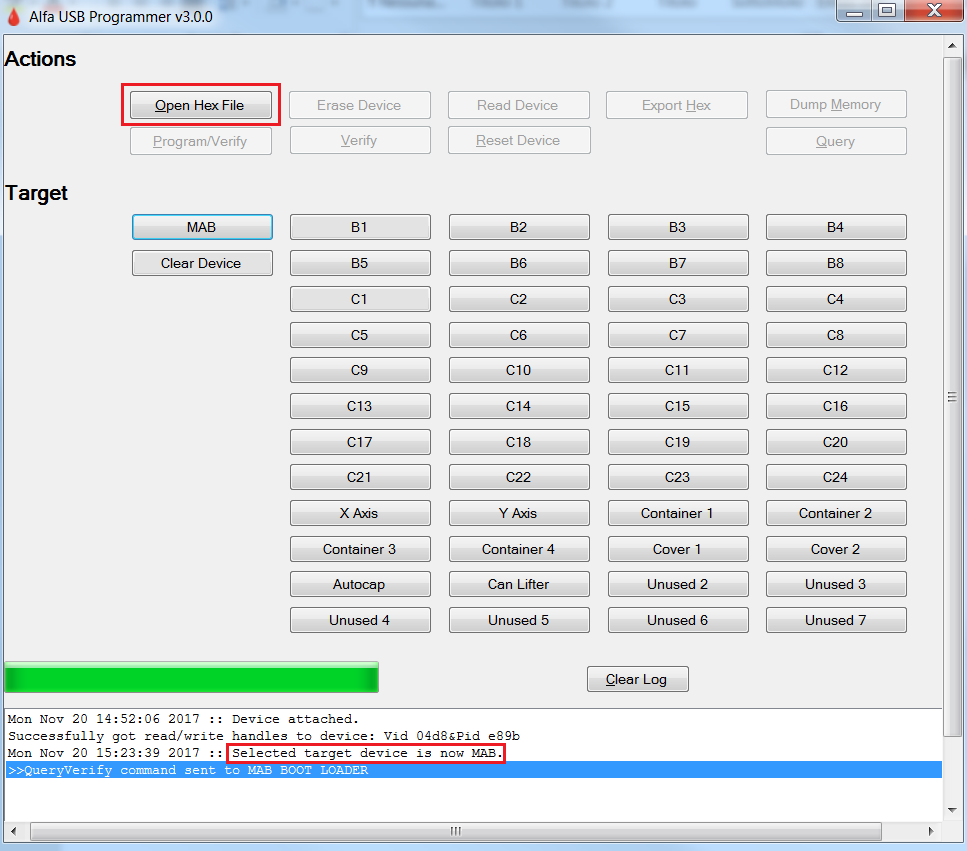 Alfa USB Programmer v3.0.0
Actions
Open Hex File Erase Device Read Device Export Hex Dump Memory
Program/Verify Verify Reset Device Query
Target
MAB B1 B2 B3 B4
Clear Device B5 B6 B7 B8
C1 C2 C3 C4
C5 C6 C7 C8
C9 C10 C11 C12
C13 C14 C15 C16
C17 C18 C19 C20
C21 C22 C23 C24
X Axis Y Axis Container 1 Container 2
Container 3 Container 4 Cover 1 Cover 2
Autocap Can Lifter Unused 2 Unused 3
Unused 4 Unused 5 Unused 6 Unused 7
Clear Log
Mon Nov 20 14:52:06 2017 :: Device attached.
Successfully got read/write handles to device: Vid 04d8&Pid e89b
Mon Nov 20 15:23:39 2017 :: Selected target device is now MAB.
>>QueryVerify command sent to MAB BOOT LOADER